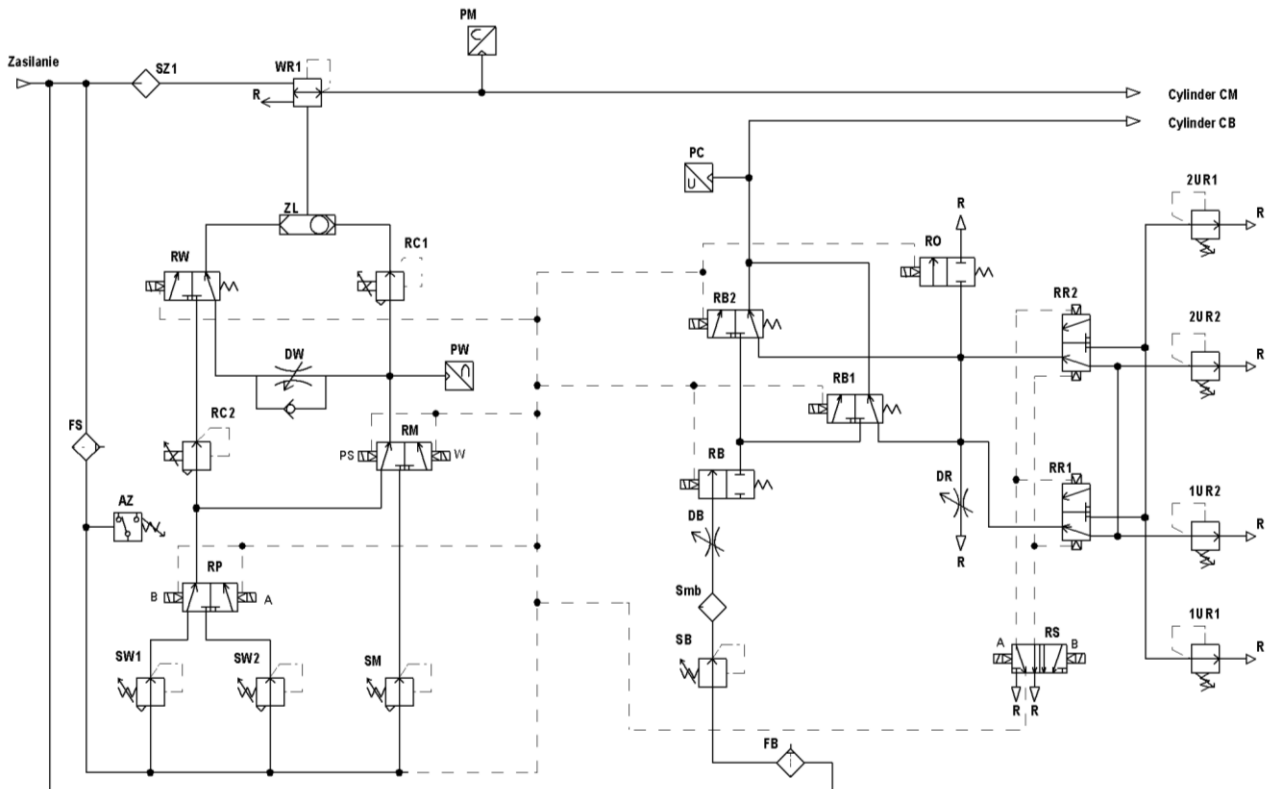 PM
Zasilanie
SZ1
WR1
R
Cylinder CM
Cylinder CB
PC
2UR1
R
R
ZL
RC1
RO
RW
RB2
RR2
2UR2
R
DW
PW
RB1
RC2
RM
FS
PS
W
RB
RR1
1UR2
R
AZ
DB
DR
R
RP
B
A
Smb
1UR1
R
SW1
SW2
SM
SB
A
RS
B
R
R
FB